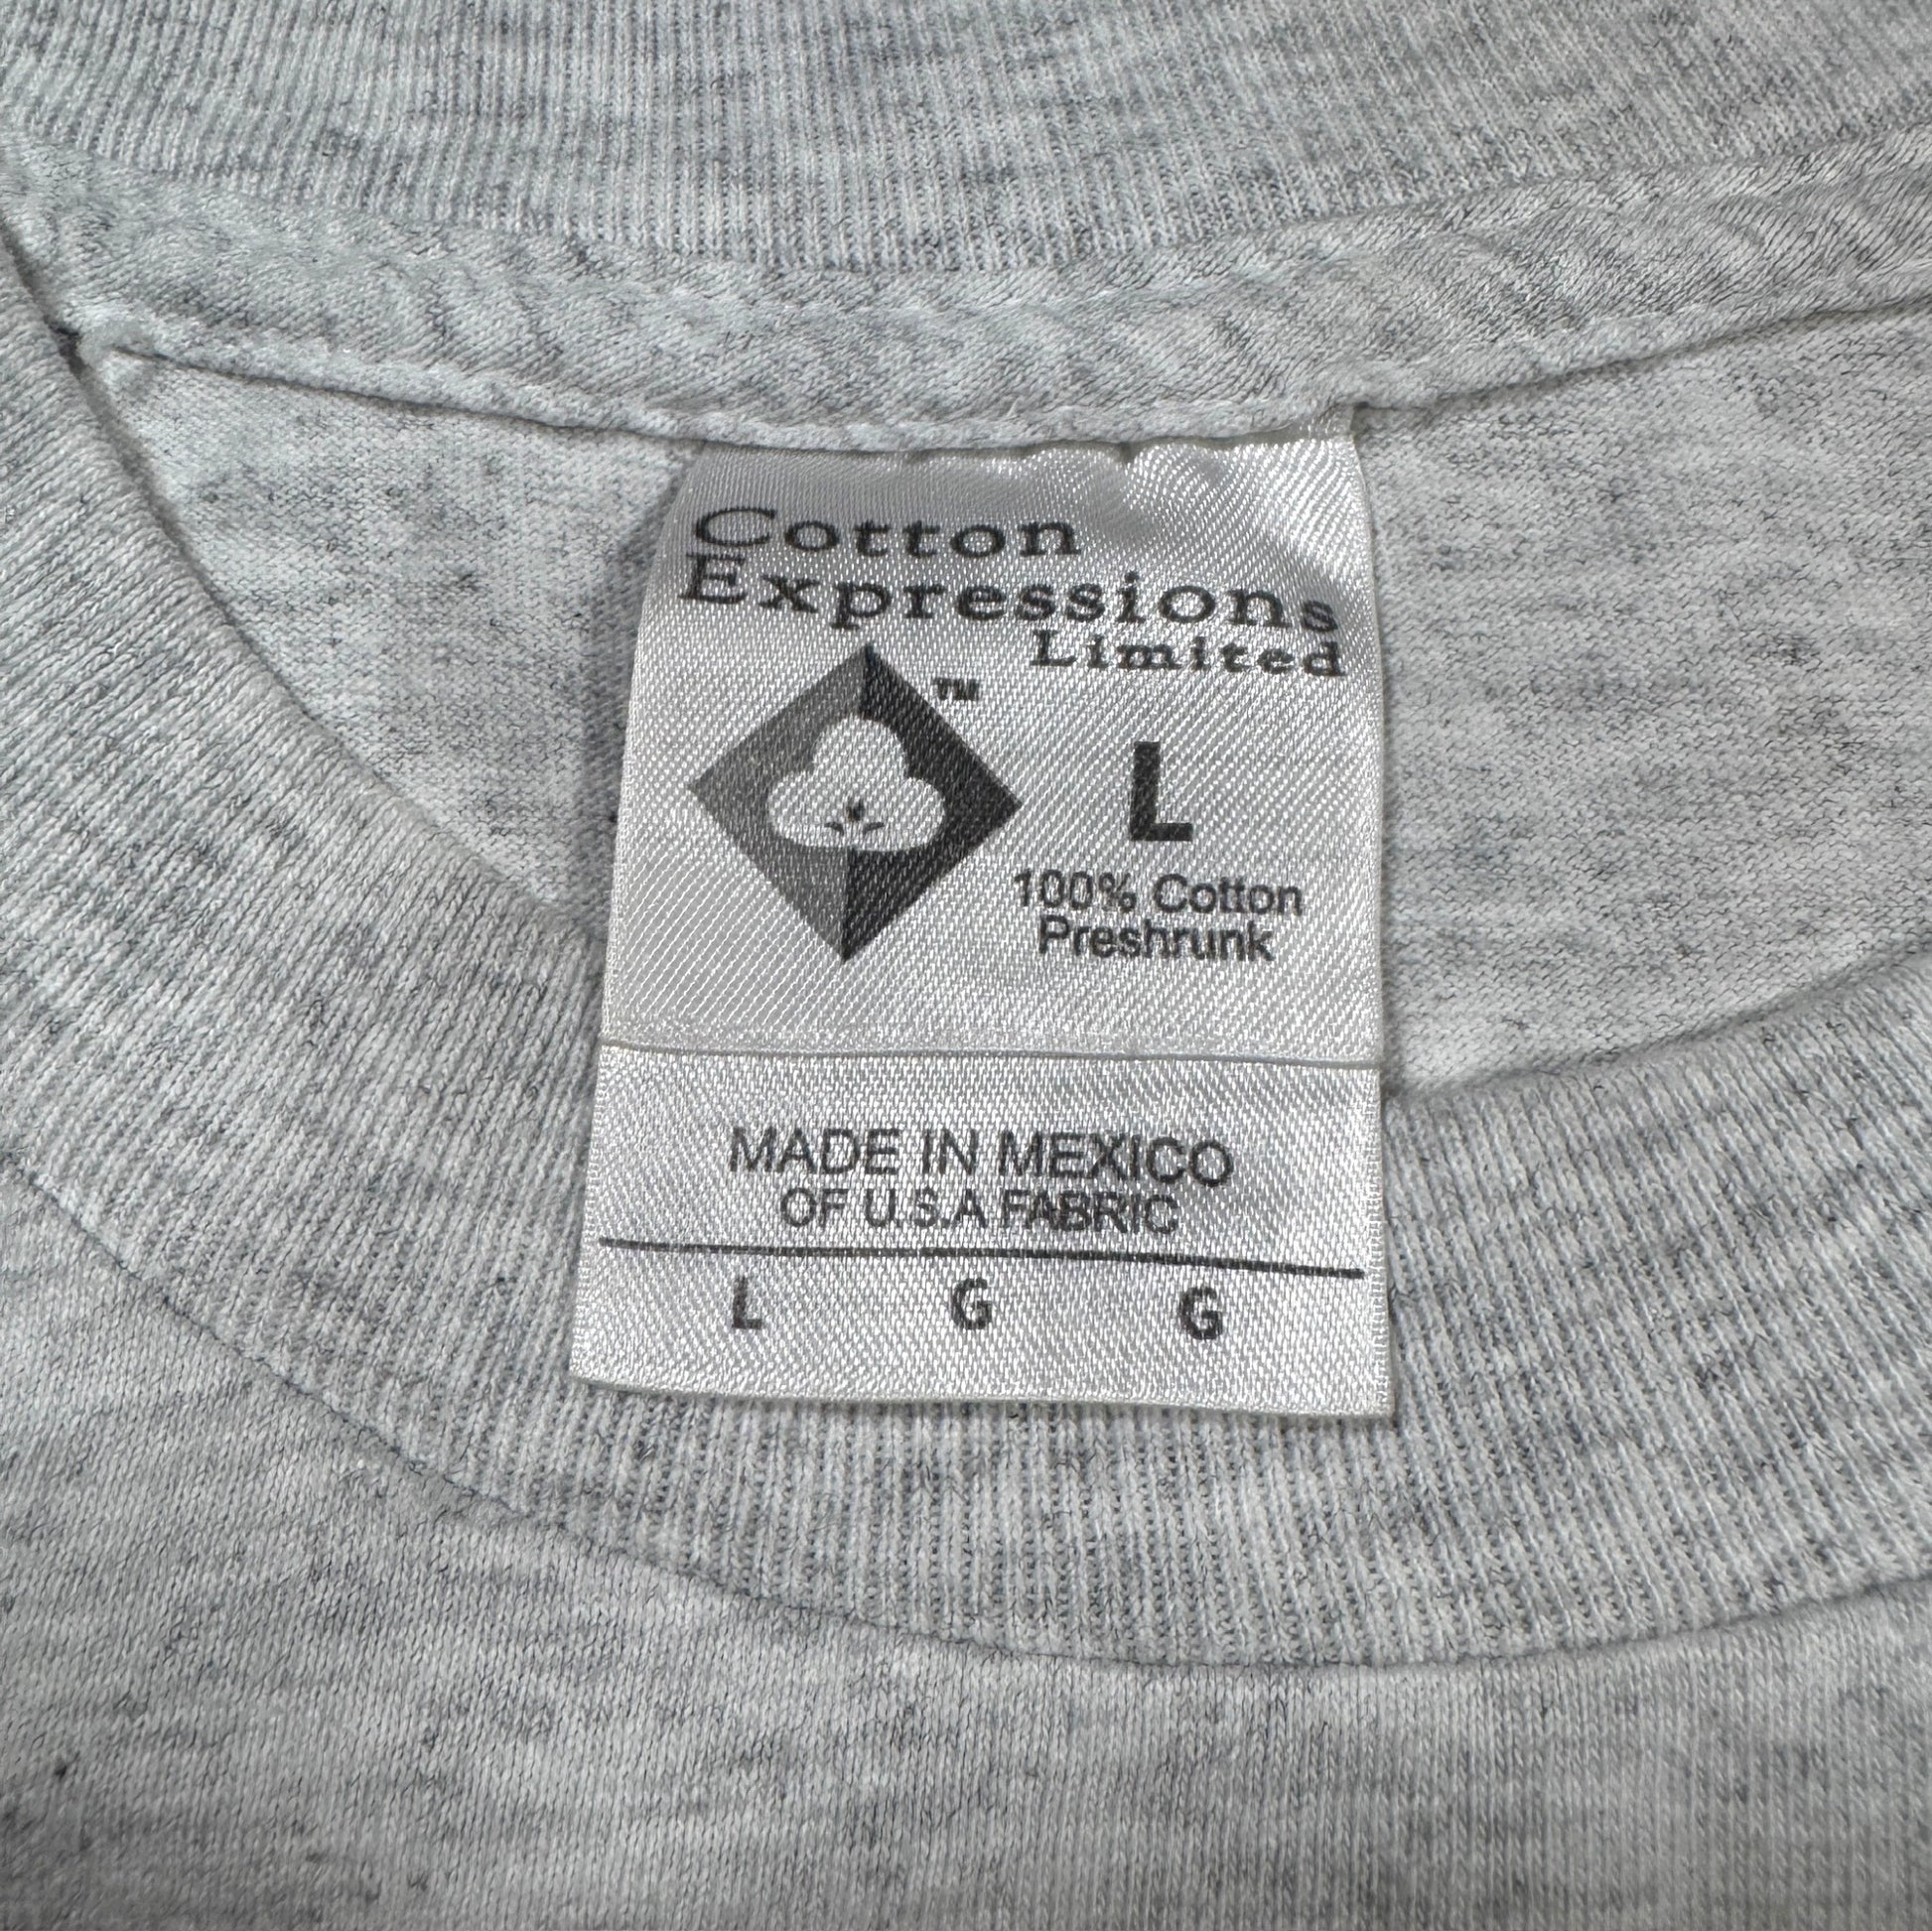 Cotton
Expressions
Limited
TM
L
100% Cotton
Preshrunk
MADE IN MEXICO
OF U.S.A FABRIC
L G G